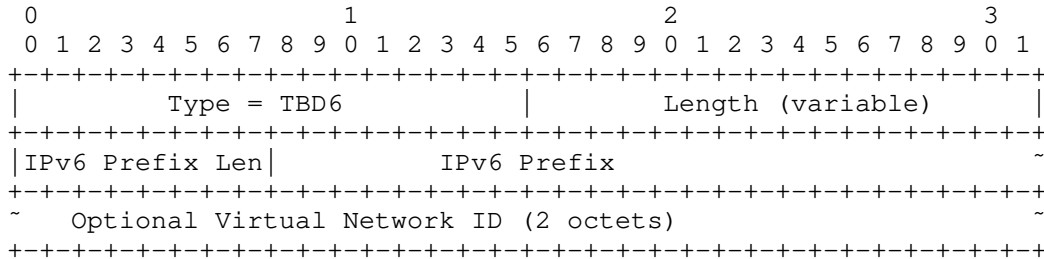 0                   1                   2                   3
 0 1 2 3 4 5 6 7 8 9 0 1 2 3 4 5 6 7 8 9 0 1 2 3 4 5 6 7 8 9 0 1
+-+-+-+-+-+-+-+-+-+-+-+-+-+-+-+-+-+-+-+-+-+-+-+-+-+-+-+-+-+-+-+-+
|         Type = TBD6           |        Length (variable)      |
+-+-+-+-+-+-+-+-+-+-+-+-+-+-+-+-+-+-+-+-+-+-+-+-+-+-+-+-+-+-+-+-+
|IPv6 Prefix Len|          IPv6 Prefix                          ~
+-+-+-+-+-+-+-+-+-+-+-+-+-+-+-+-+-+-+-+-+-+-+-+-+-+-+-+-+-+-+-+-+
~   Optional Virtual Network ID (2 octets)                      ~
+-+-+-+-+-+-+-+-+-+-+-+-+-+-+-+-+-+-+-+-+-+-+-+-+-+-+-+-+-+-+-+-+